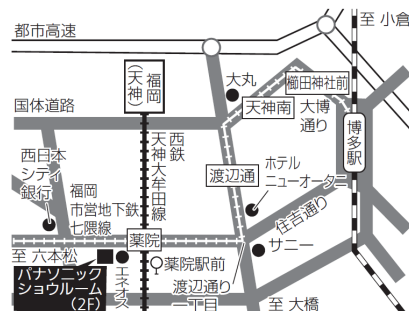 至 小倉
都市高速
福岡
(天神)
大丸
櫛田神社前
天神南
大博
通り
国体道路
博多駅
西鉄
天神大牟田線
西日本
シティ
銀行
福岡
市営地下鉄
七隈線
渡辺通
ホテル
ニューオータニ
住吉通り
薬院
サニー
至 六本松
パナソニック
ショウルーム
(2F)
エネオス
薬院駅前
渡辺通り
一丁目
至 大橋